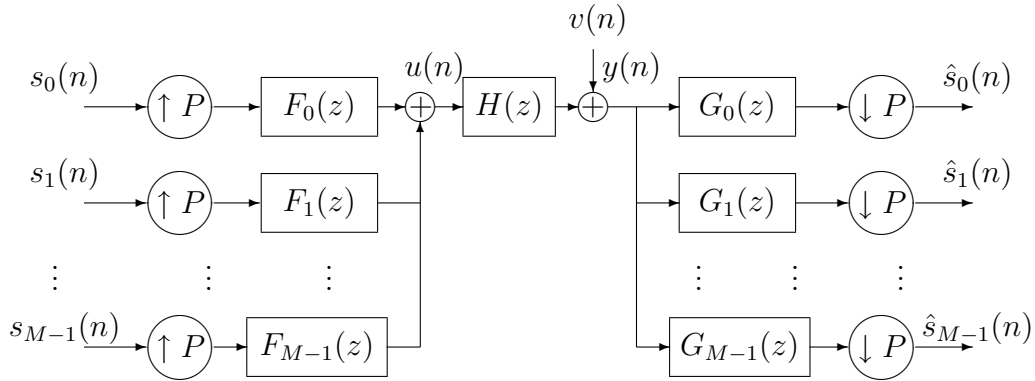 v(n)
s_0(n) ↑ P F_0(z) u(n) + H(z) + y(n) G_0(z) ↓ P ŝ_0(n)
s_1(n) ↑ P F_1(z) G_1(z) ↓ P ŝ_1(n)
⋮ ⋮ ⋮ ⋮ ⋮ ⋮
s_{M−1}(n) ↑ P F_{M−1}(z) G_{M−1}(z) ↓ P ŝ_{M−1}(n)